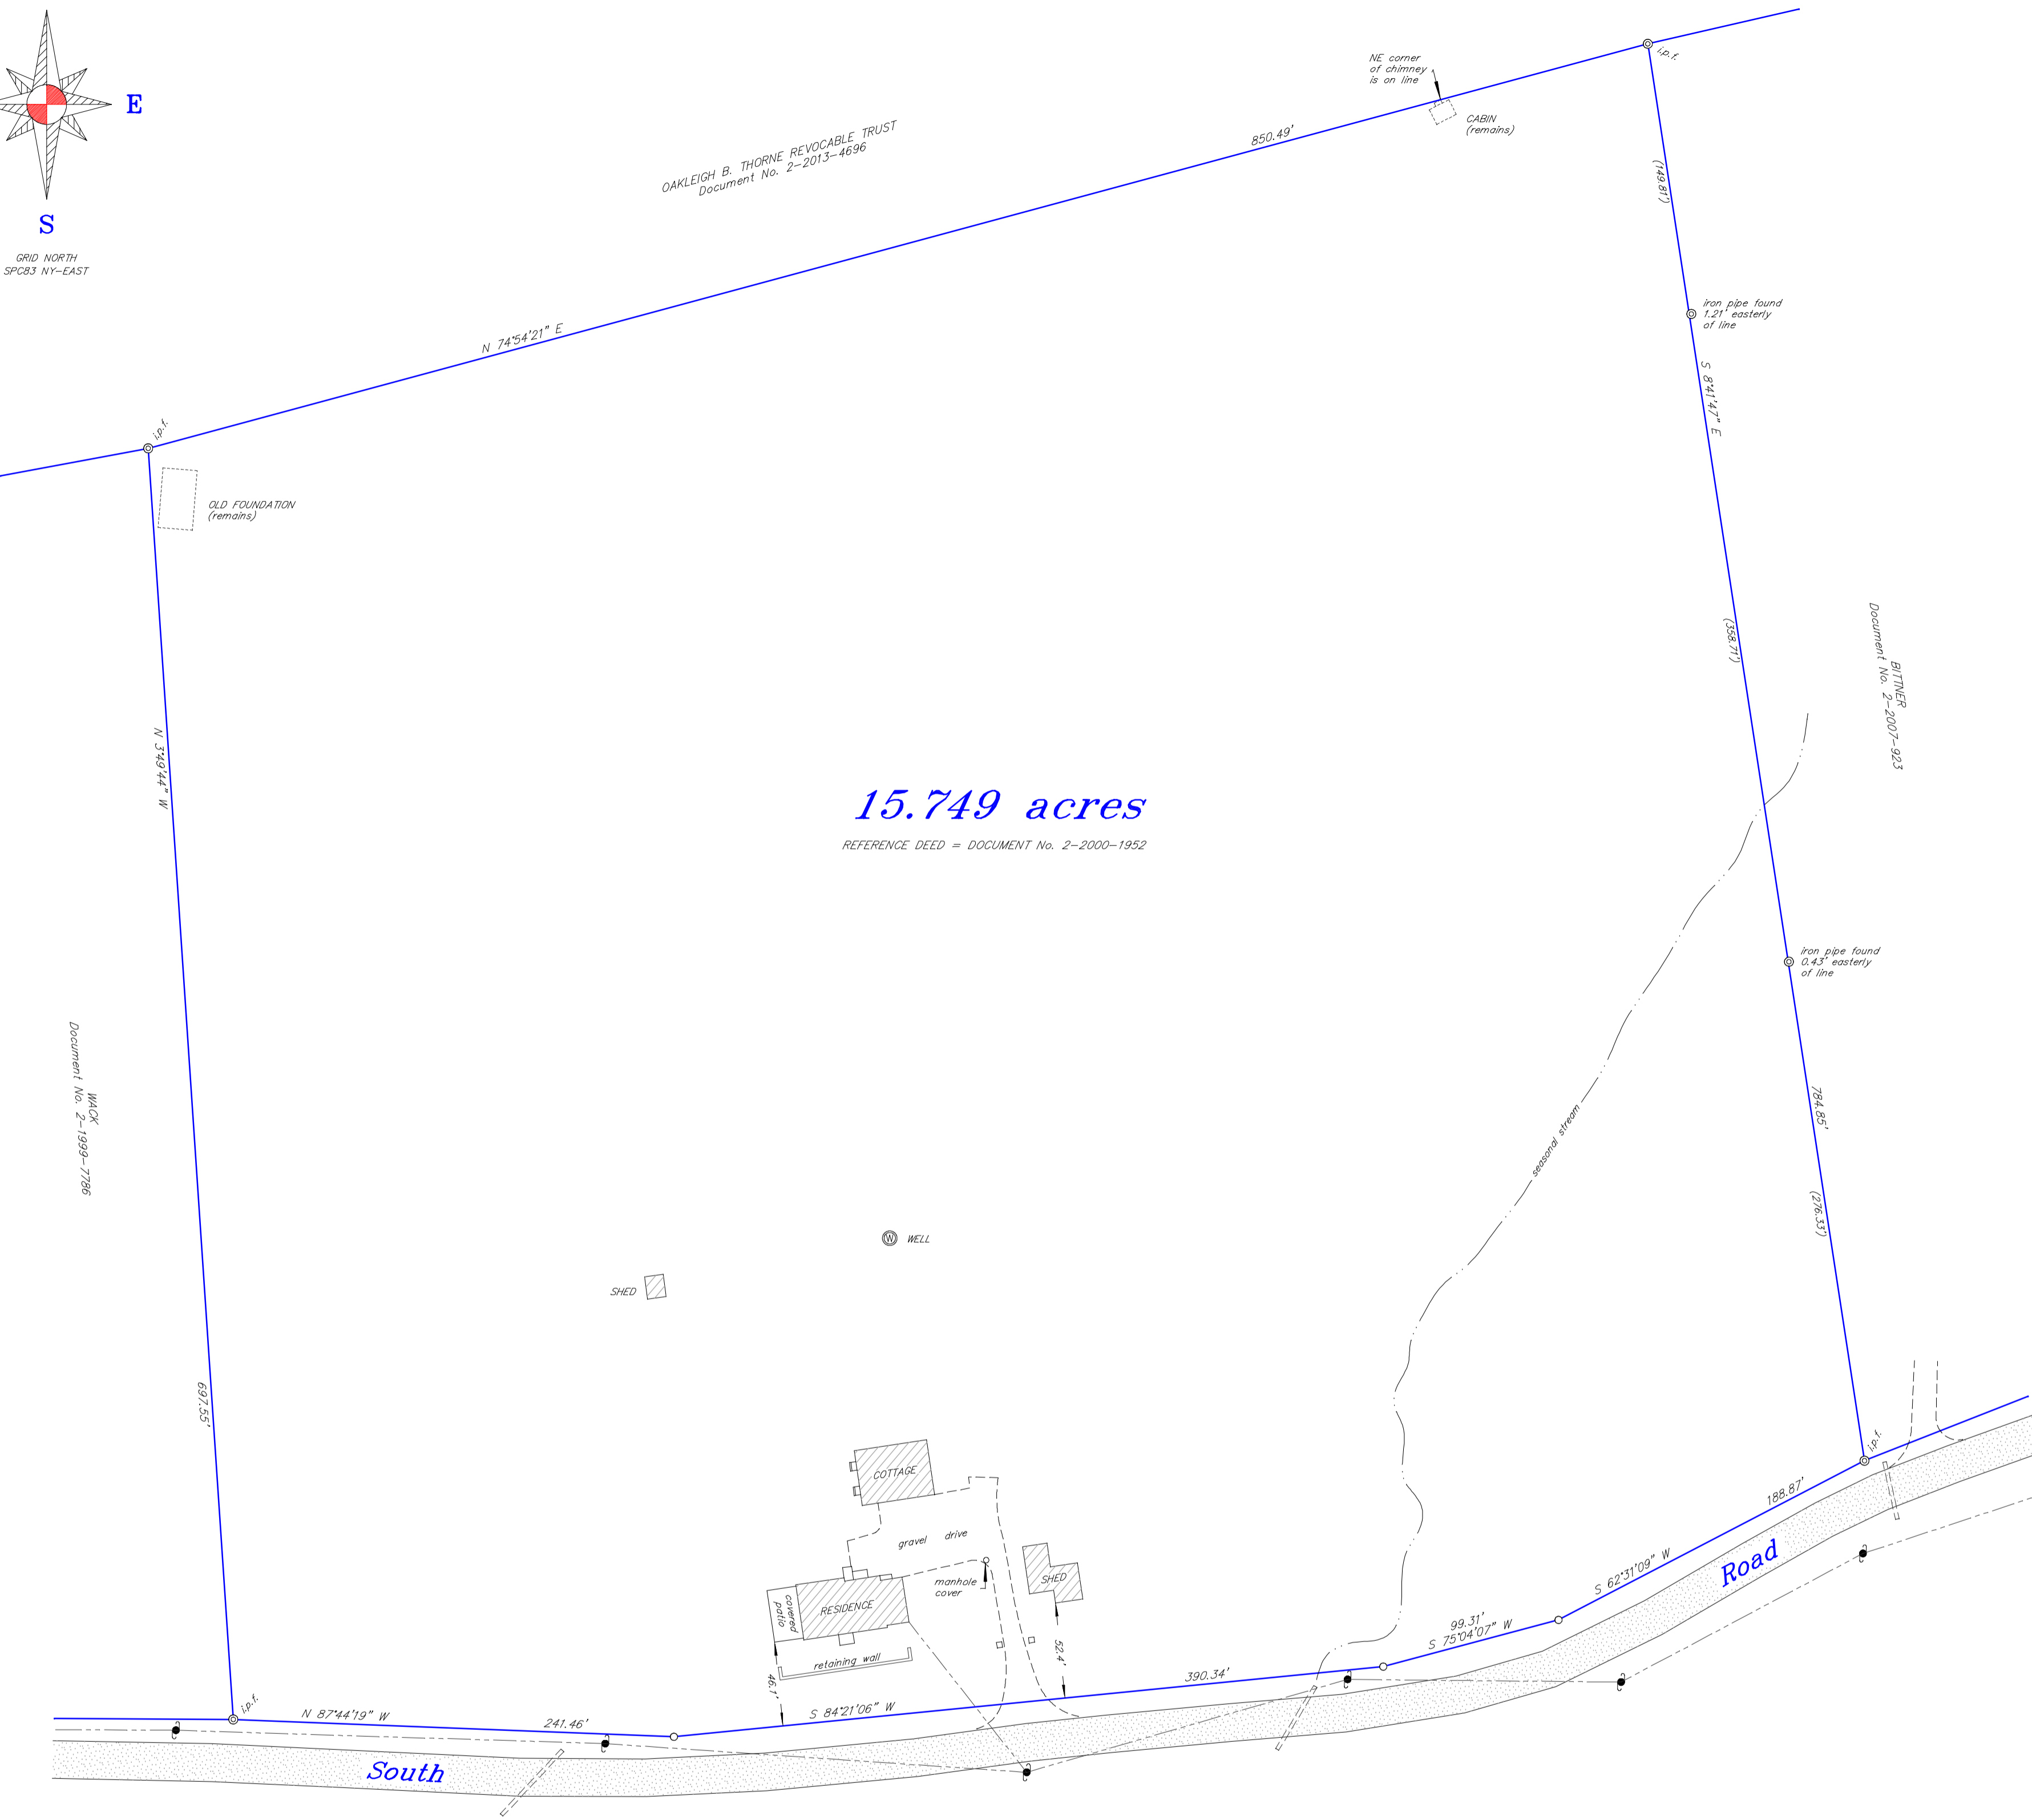 E
S
GRID NORTH
SPC83 NY-EAST
NE corner
of chimney
is on line
i.p.f.
CABIN
(remains)
850.49'
OAKLEIGH B. THORNE REVOCABLE TRUST
Document No. 2-2013-4696
(149.81')
iron pipe found
1.21' easterly
of line
N 74°54'21" E
S 8°41'47" E
i.p.f.
OLD FOUNDATION
(remains)
(358.71')
BITTNER
Document No. 2-2007-923
N 3°49'44" W
15.749 acres
REFERENCE DEED = DOCUMENT No. 2-2000-1952
iron pipe found
0.43' easterly
of line
WACK
Document No. 2-1999-7786
784.85'
seasonal stream
(276.33')
W WELL
SHED
697.55'
COTTAGE
i.p.f.
188.87'
gravel drive
manhole
cover
SHED
RESIDENCE
covered
patio
S 62°31'09" W
Road
99.31'
S 75°04'07" W
retaining wall
52.4'
46.1'
390.34'
S 84°21'06" W
i.p.f.
N 87°44'19" W
241.46'
South